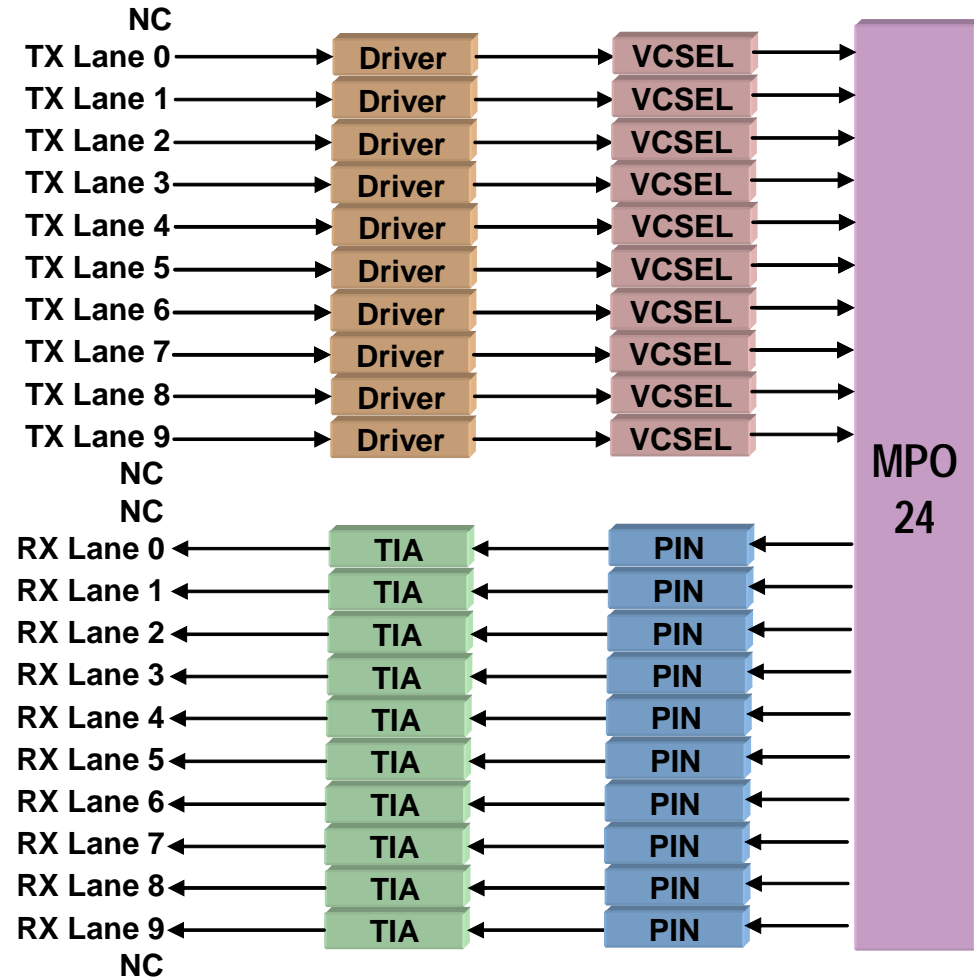 NC
TX Lane 0 Driver VCSEL
TX Lane 1 Driver VCSEL
TX Lane 2 Driver VCSEL
TX Lane 3 Driver VCSEL
TX Lane 4 Driver VCSEL
TX Lane 5 Driver VCSEL
TX Lane 6 Driver VCSEL
TX Lane 7 Driver VCSEL
TX Lane 8 Driver VCSEL
TX Lane 9 Driver VCSEL
NC
NC
RX Lane 0 TIA PIN
RX Lane 1 TIA PIN
RX Lane 2 TIA PIN
RX Lane 3 TIA PIN
RX Lane 4 TIA PIN
RX Lane 5 TIA PIN
RX Lane 6 TIA PIN
RX Lane 7 TIA PIN
RX Lane 8 TIA PIN
RX Lane 9 TIA PIN
NC
MPO
24